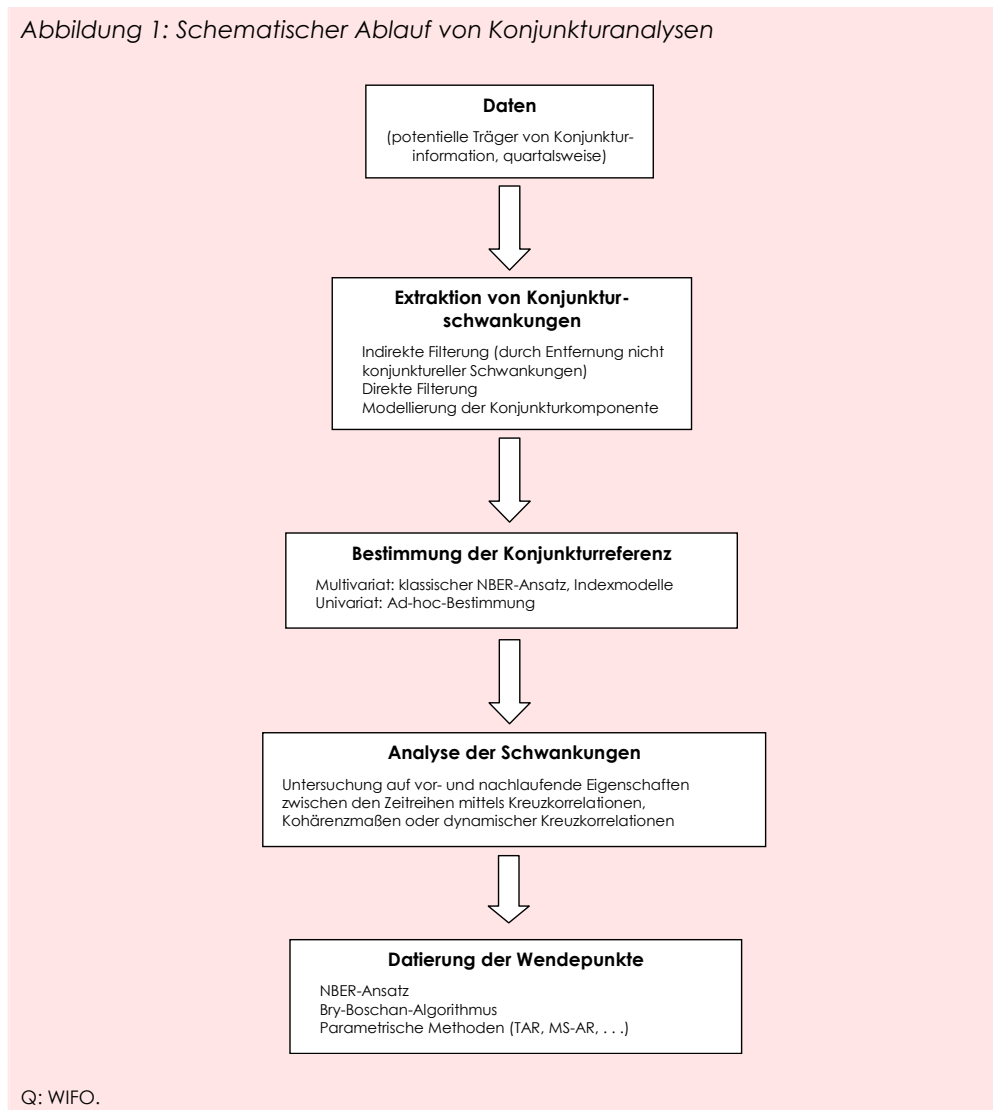 Abbildung 1: Schematischer Ablauf von Konjunkturanalysen
Daten
(potentielle Träger von Konjunktur-
information, quartalsweise)
Extraktion von Konjunktur-
schwankungen
Indirekte Filterung (durch Entfernung nicht
konjunktureller Schwankungen)
Direkte Filterung
Modellierung der Konjunkturkomponente
Bestimmung der Konjunkturreferenz
Multivariat: klassischer NBER-Ansatz, Indexmodelle
Univariat: Ad-hoc-Bestimmung
Analyse der Schwankungen
Untersuchung auf vor- und nachlaufende Eigenschaften
zwischen den Zeitreihen mittels Kreuzkorrelationen,
Kohärenzmaßen oder dynamischer Kreuzkorrelationen
Datierung der Wendepunkte
NBER-Ansatz
Bry-Boschan-Algorithmus
Parametrische Methoden (TAR, MS-AR, . . .)
Q: WIFO.